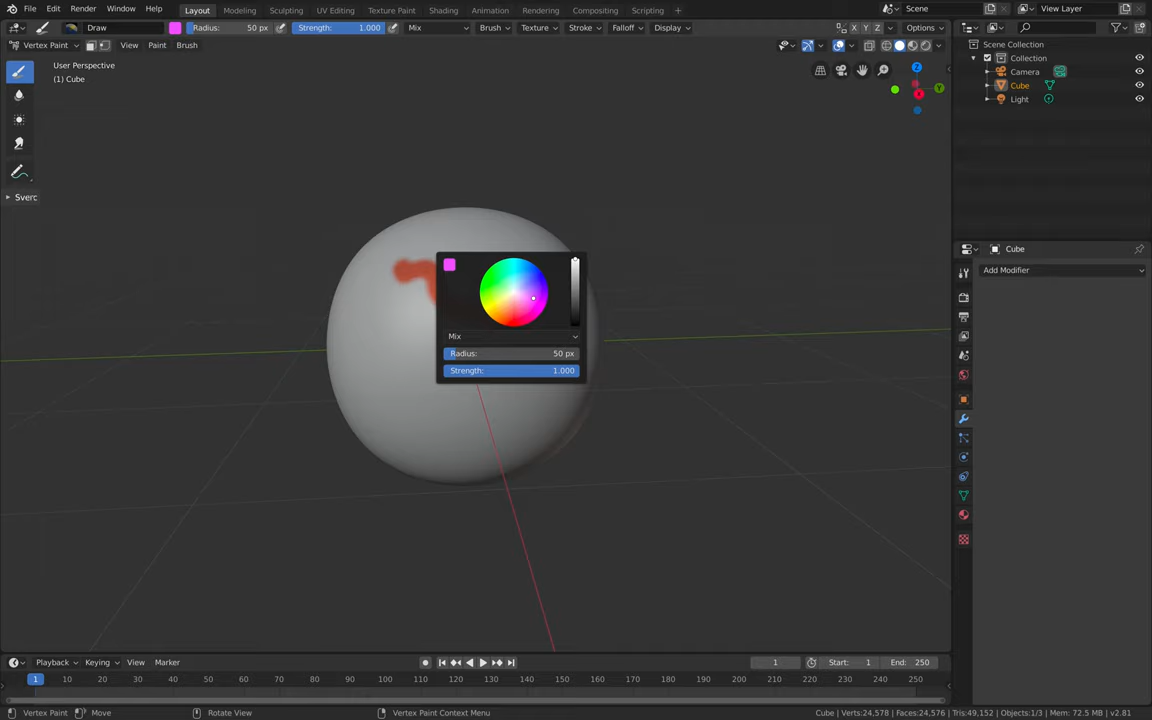 File Edit Render Window Help Layout Modeling Sculpting UV Editing Texture Paint Shading Animation Rendering Compositing Scripting + Scene View Layer
Draw Radius: 50 px Strength: 1.000 Mix Brush Texture Stroke Falloff Display X Y Z Options
Vertex Paint View Paint Brush
User Perspective
(1) Cube
Sverc
Z
Y
X
Mix
Radius: 50 px
Strength: 1.000
Scene Collection
Collection
Camera
Cube
Light
Cube
Add Modifier
Playback Keying View Marker 1 Start: 1 End: 250
1 10 20 30 40 50 60 70 80 90 100 110 120 130 140 150 160 170 180 190 200 210 220 230 240 250
Vertex Paint Move Rotate View Vertex Paint Context Menu Cube | Verts:24,578 | Faces:24,576 | Tris:49,152 | Objects:1/3 | Mem: 72.5 MB | v2.81